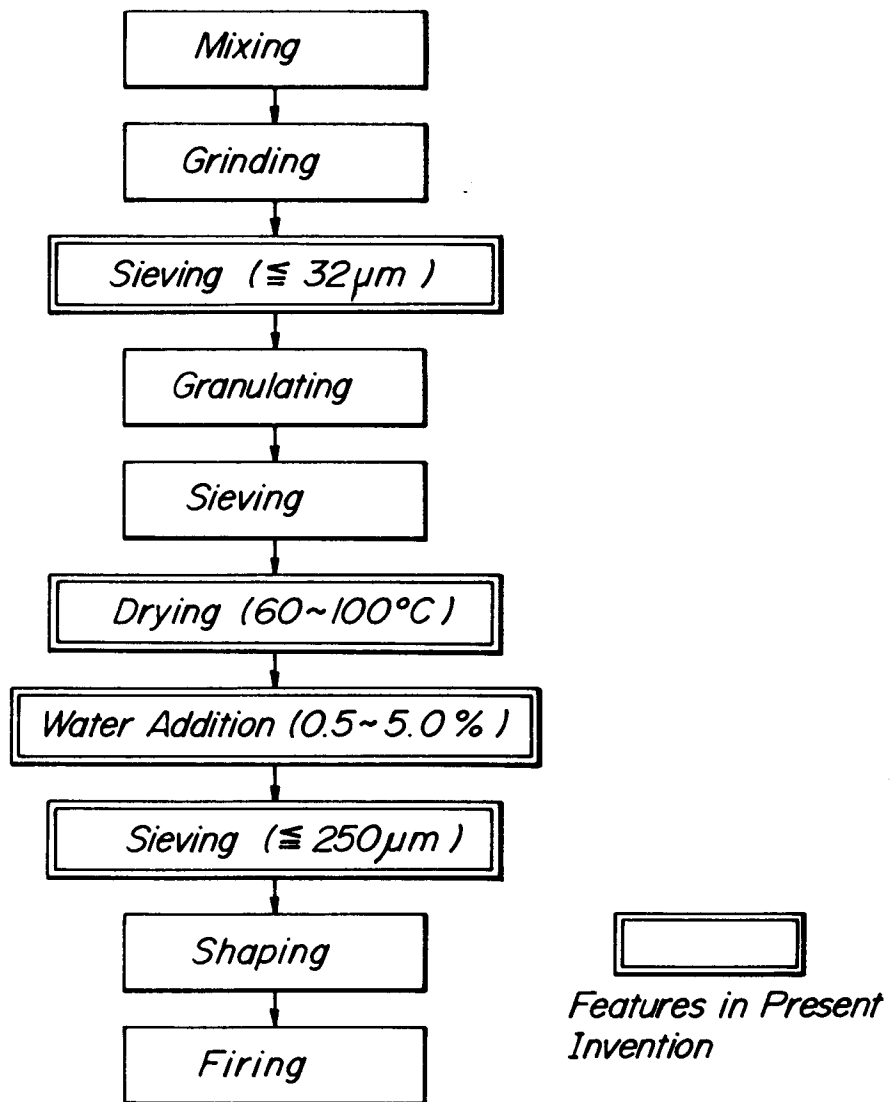 Mixing
Grinding
Sieving (≦ 32μm)
Granulating
Sieving
Drying (60~100°C)
Water Addition (0.5~5.0%)
Sieving (≦ 250μm)
Shaping
Firing
Features in Present
Invention